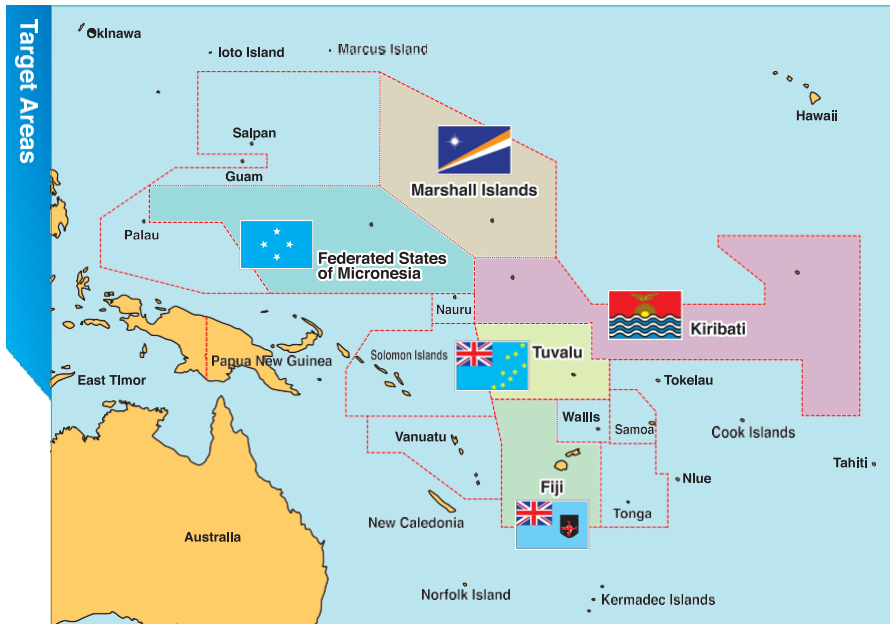 Target Areas
Okinawa
Ioto Island
Marcus Island
Hawaii
Saipan
Guam
Marshall Islands
Palau
Federated States
of Micronesia
Nauru
Kiribati
Papua New Guinea
Solomon Islands
Tuvalu
East TImor
Tokelau
Wallls
Samoa
Vanuatu
Cook Islands
Tahiti
Fiji
Nlue
New Caledonia
Tonga
Australia
Norfolk Island
Kermadec Islands